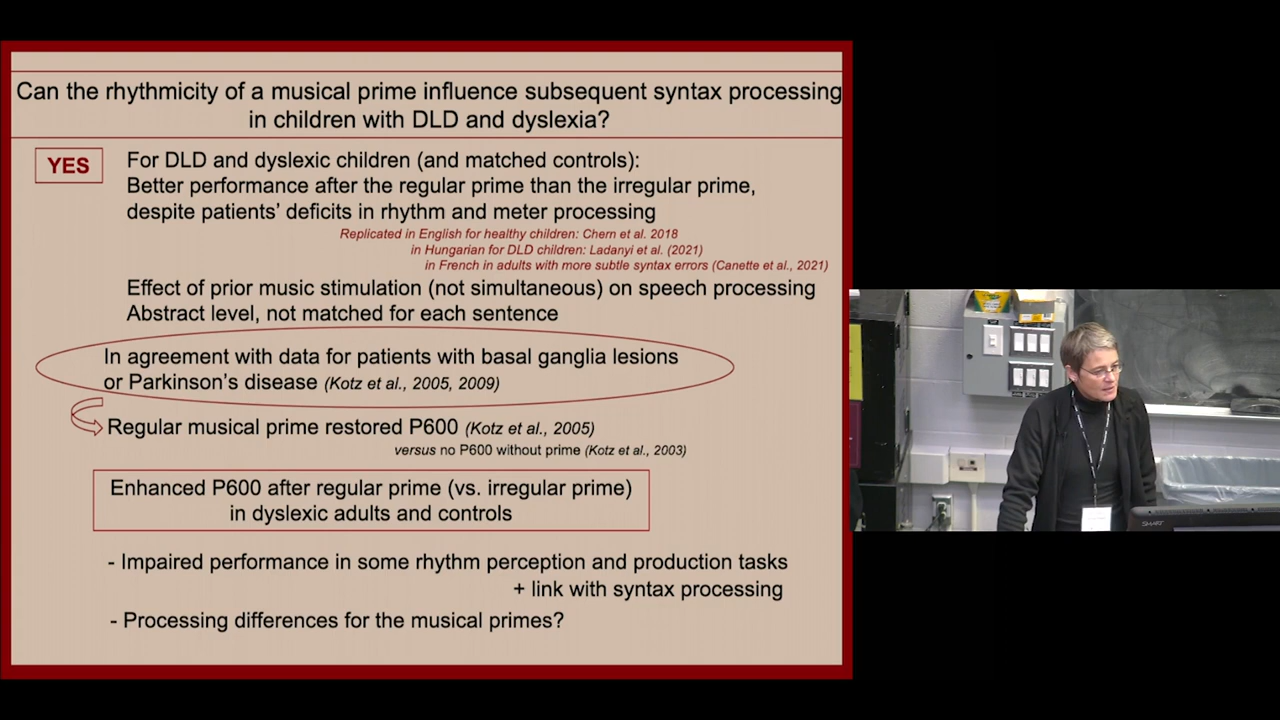 Can the rhythmicity of a musical prime influence subsequent syntax processing
in children with DLD and dyslexia?
YES
For DLD and dyslexic children (and matched controls):
Better performance after the regular prime than the irregular prime,
despite patients' deficits in rhythm and meter processing
Replicated in English for healthy children: Chern et al. 2018
in Hungarian for DLD children: Ladanyi et al. (2021)
in French in adults with more subtle syntax errors (Canette et al., 2021)
Effect of prior music stimulation (not simultaneous) on speech processing
Abstract level, not matched for each sentence
In agreement with data for patients with basal ganglia lesions
or Parkinson's disease (Kotz et al., 2005, 2009)
Regular musical prime restored P600 (Kotz et al., 2005)
versus no P600 without prime (Kotz et al., 2003)
Enhanced P600 after regular prime (vs. irregular prime)
in dyslexic adults and controls
- Impaired performance in some rhythm perception and production tasks
+ link with syntax processing
- Processing differences for the musical primes?
SMART